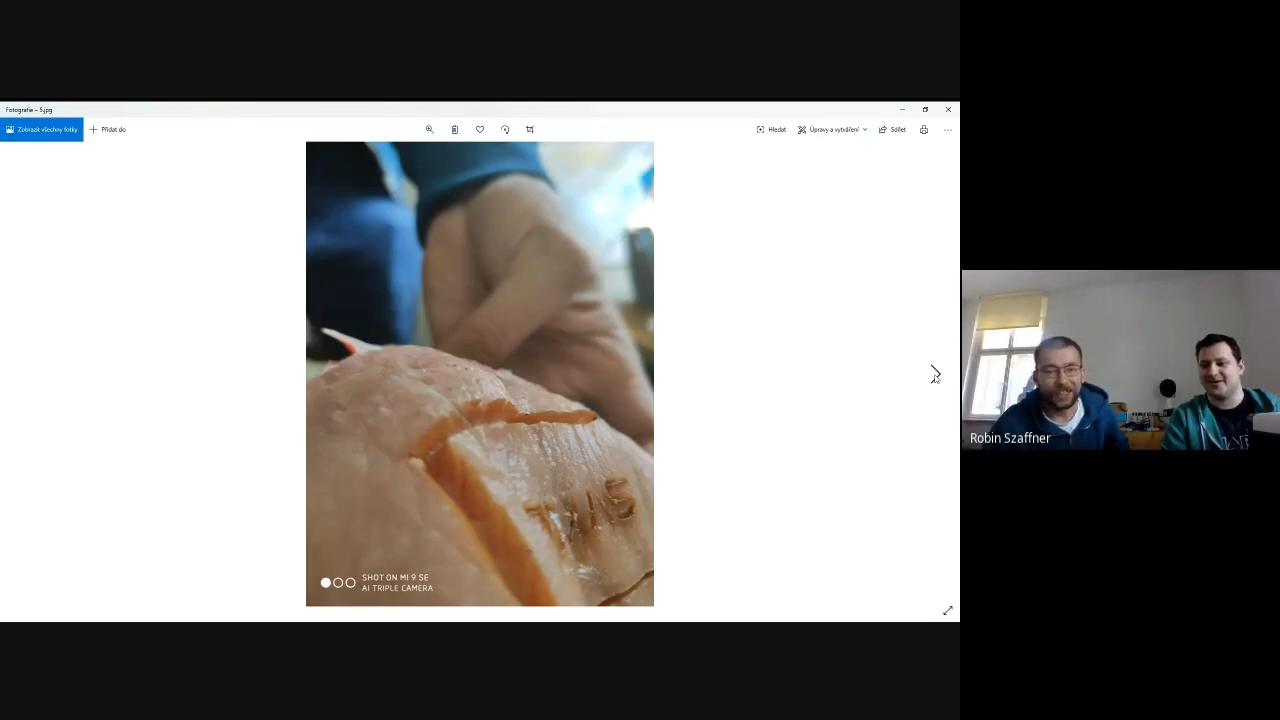 Fotografie – 5.jpg
Zobrazit všechny fotky
Přidat do
Hledat
Úpravy a vytváření
Sdílet
SHOT ON MI 9 SE
AI TRIPLE CAMERA
Robin Szaffner